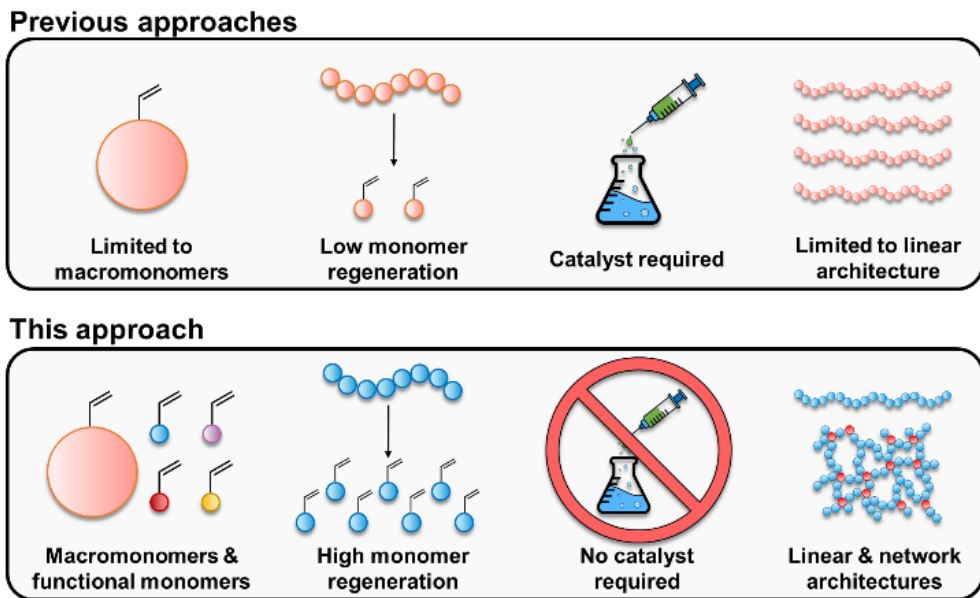 Previous approaches
Limited to
macromonomers
Low monomer
regeneration
Catalyst required
Limited to linear
architecture
This approach
Macromonomers &
functional monomers
High monomer
regeneration
No catalyst
required
Linear & network
architectures